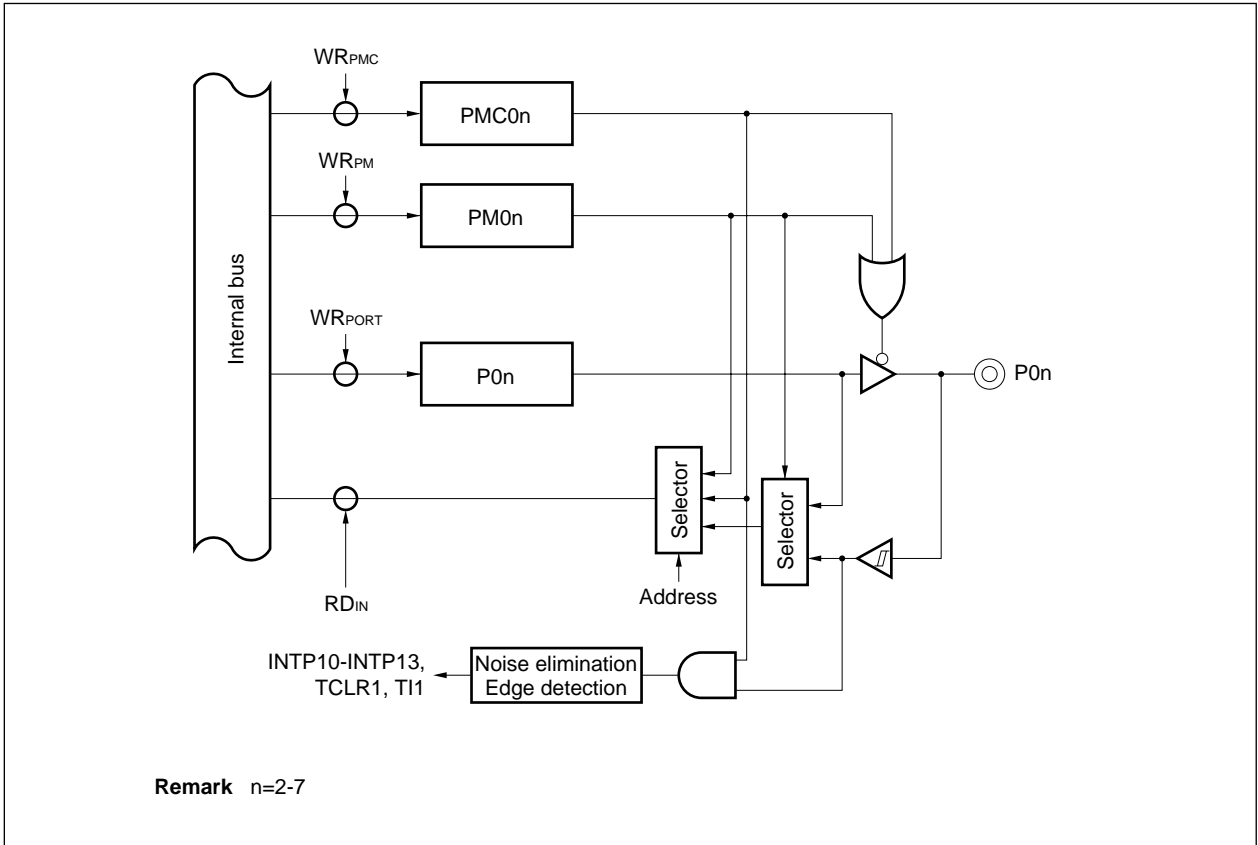 WRPMC
PMC0n
WRPM
PM0n
Internal bus
WRPORT
P0n
P0n
Selector
Selector
RDIN
Address
INTP10-INTP13,
TCLR1, TI1
Noise elimination
Edge detection
Remark n=2-7